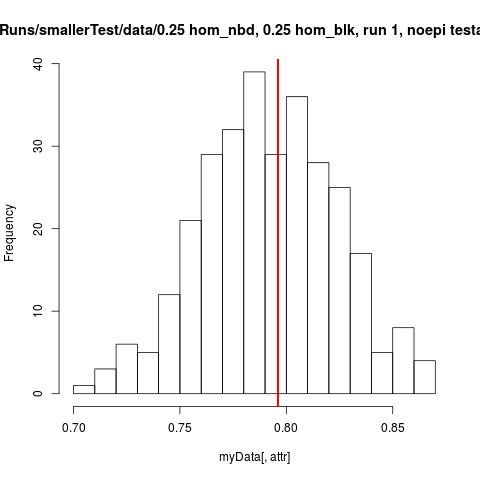 Runs/smallerTest/data/0.25 hom_nbd, 0.25 hom_blk, run 1, noepi testa
40
30
20
10
0
Frequency
0.70 0.75 0.80 0.85
myData[, attr]